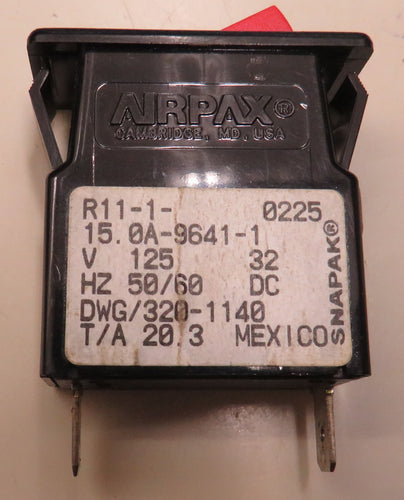 AIRPAX®
CAMBRIDGE, MD. USA
R11-1- 0225
15.0A-9641-1
V 125 32
HZ 50/60 DC
DWG/320-1140
T/A 20.3 MEXICO
SNAPAK®